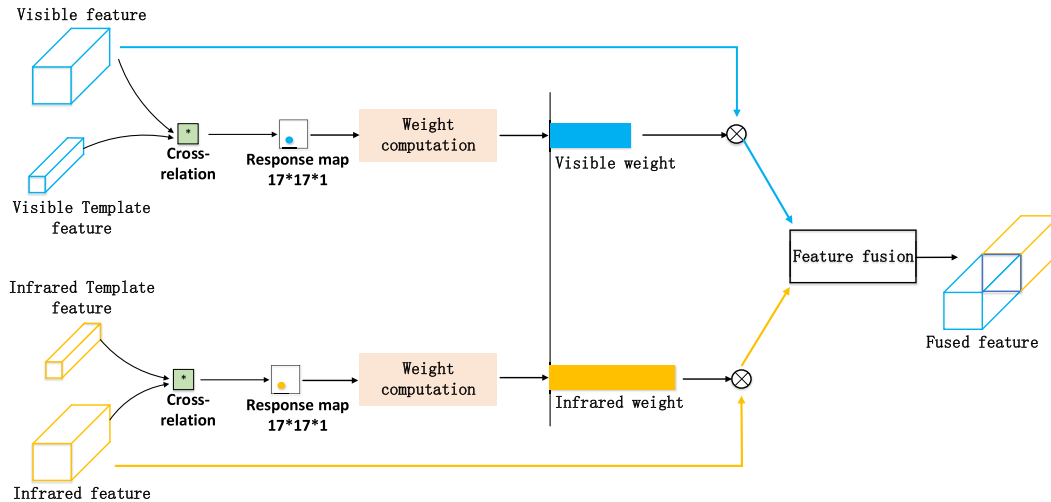 Visible feature
*
Cross-
relation
Response map
17*17*1
Weight
computation
Visible weight
Visible Template
feature
Feature fusion
Fused feature
Infrared Template
feature
*
Cross-
relation
Response map
17*17*1
Weight
computation
Infrared weight
Infrared feature